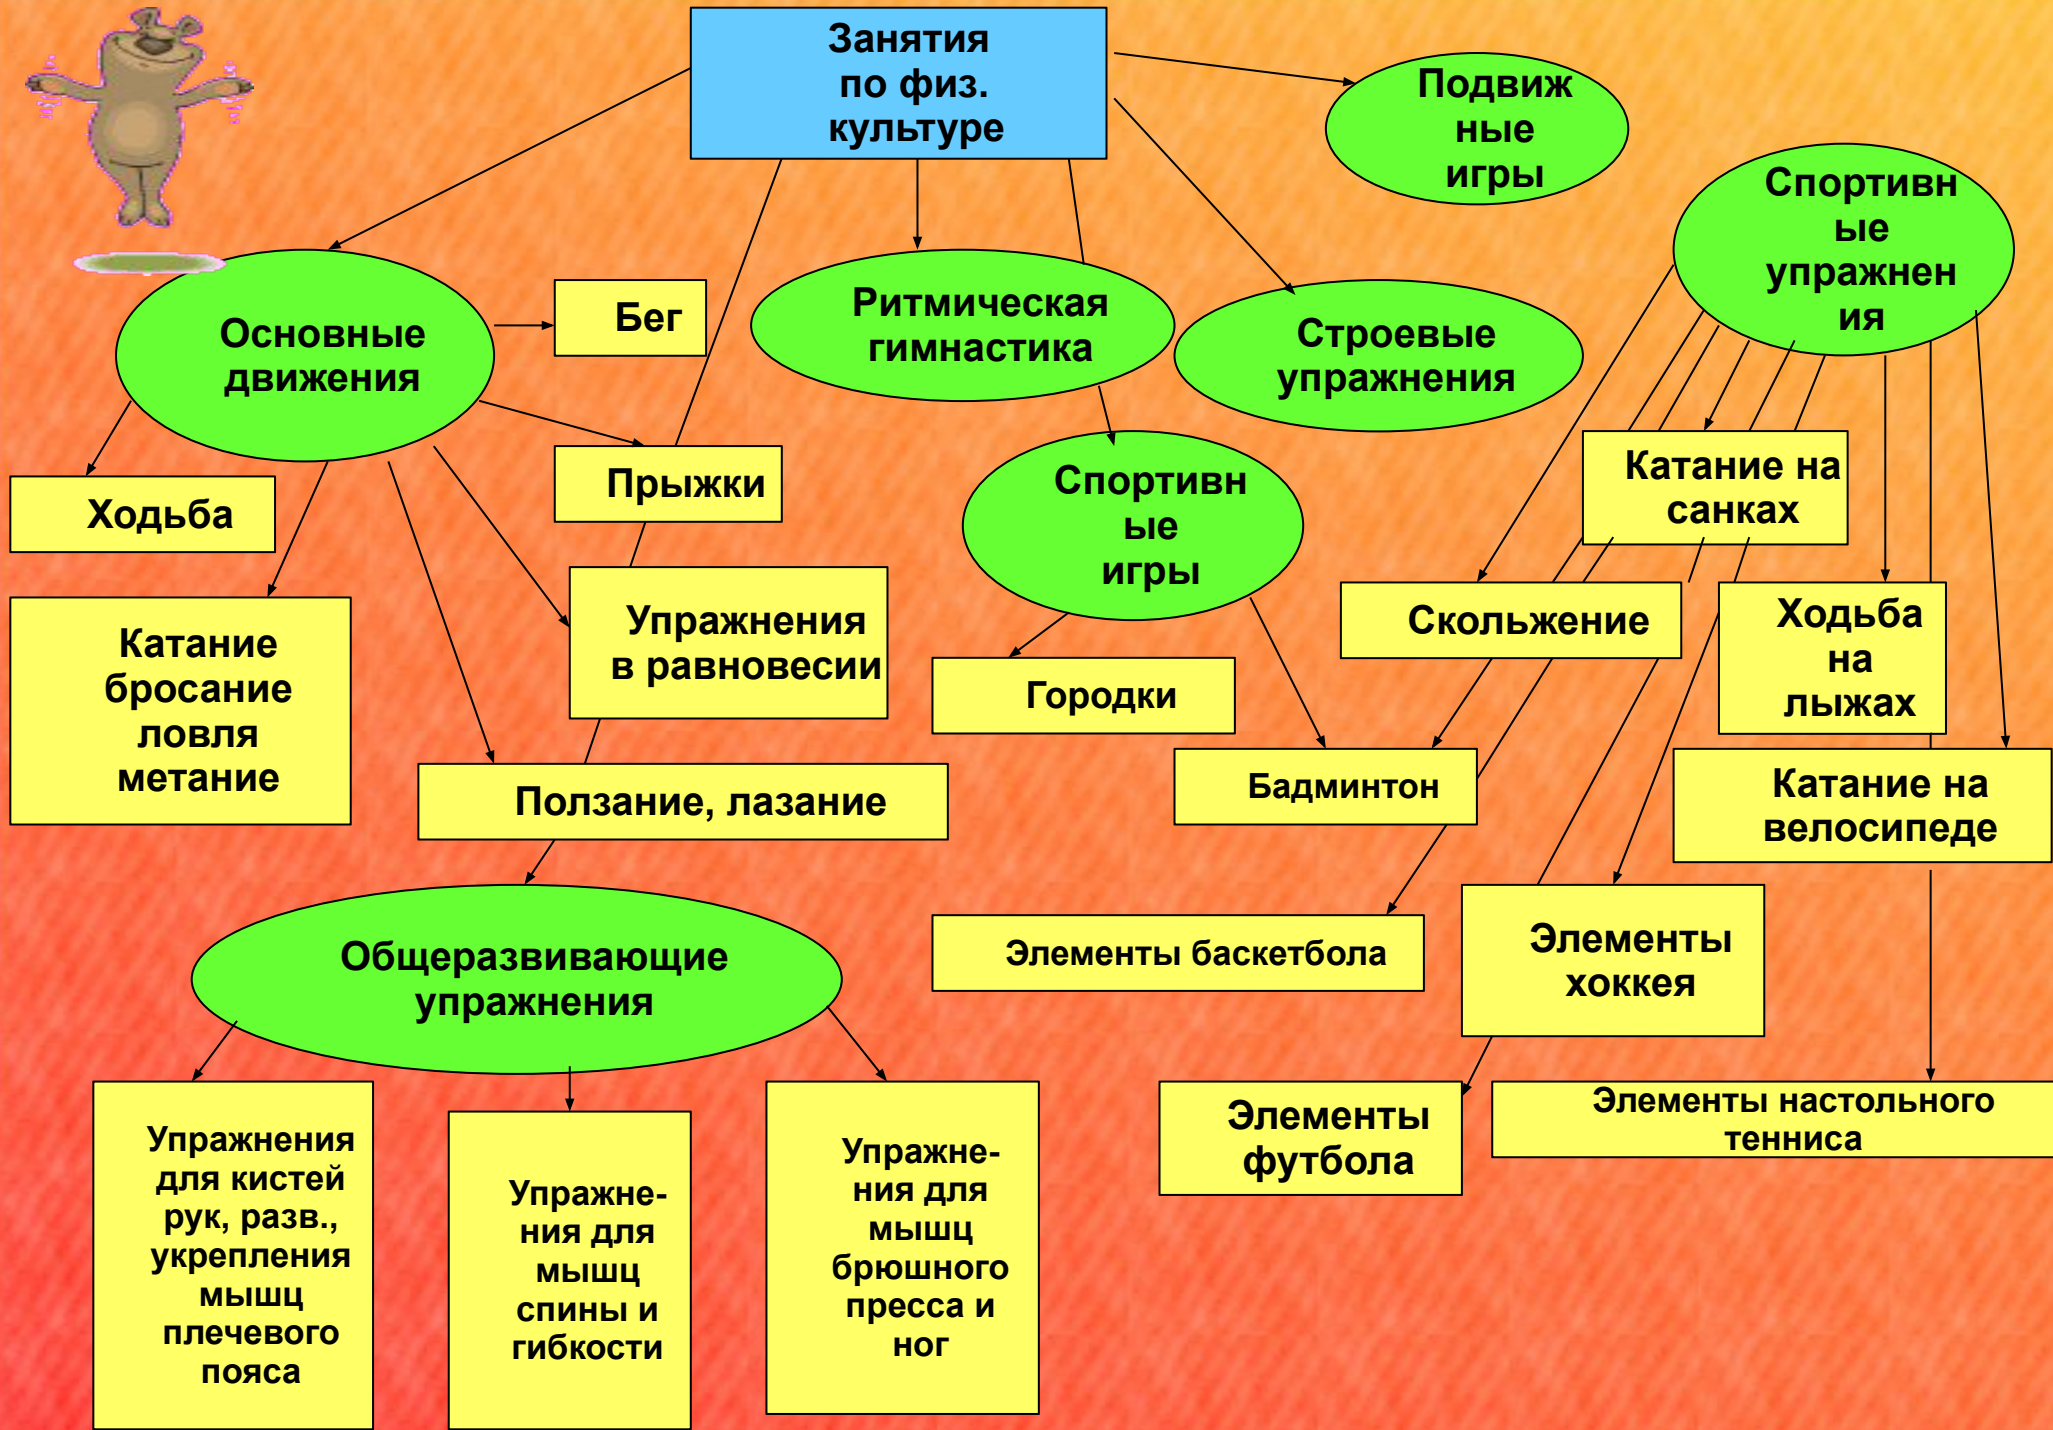 Занятия
по физ.
культуре
Подвиж
ные
игры
Спортивн
ые
упражнен
ия
Основные
движения
Бег
Ритмическая
гимнастика
Строевые
упражнения
Ходьба
Прыжки
Спортивн
ые
игры
Катание на
санках
Катание
бросание
ловля
метание
Упражнения
в равновесии
Скольжение
Ходьба
на
лыжах
Городки
Ползание, лазание
Бадминтон
Катание на
велосипеде
Общеразвивающие
упражнения
Элементы баскетбола
Элементы
хоккея
Упражнения
для кистей
рук, разв.,
укрепления
мышц
плечевого
пояса
Упражне-
ния для
мышц
спины и
гибкости
Упражне-
ния для
мышц
брюшного
пресса и
ног
Элементы
футбола
Элементы настольного
тенниса